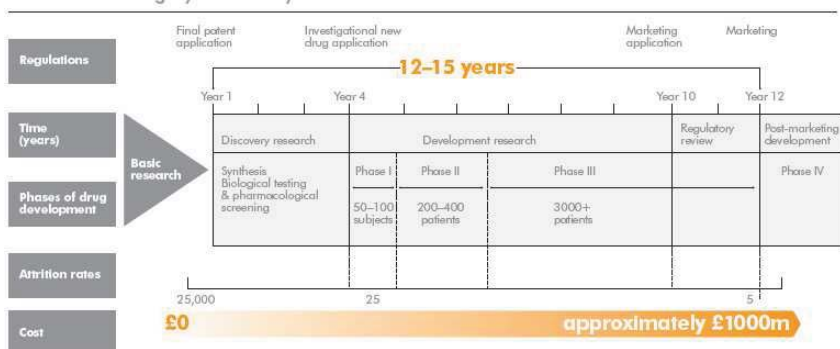 Final patent
application
Investigational new
drug application
Marketing
application
Marketing
Regulations
12–15 years
Year 1
Year 4
Year 10
Year 12
Time
(years)
Discovery research
Development research
Regulatory
review
Post-marketing
development
Basic
research
Phases of drug
development
Synthesis
Biological testing
& pharmacological
screening
Phase I
Phase II
Phase III
Phase IV
50–100
subjects
200–400
patients
3000+
patients
Attrition rates
25,000
25
5
Cost
£0
approximately £1000m